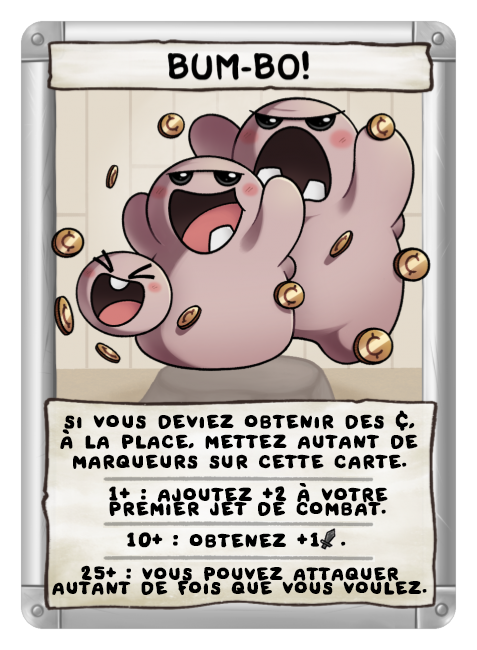 BUM-BO!
SI VOUS DEVIEZ OBTENIR DES ¢,
À LA PLACE, METTEZ AUTANT DE
MARQUEURS SUR CETTE CARTE.
1+ : AJOUTEZ +2 À VOTRE
PREMIER JET DE COMBAT.
10+ : OBTENEZ +1 .
25+ : VOUS POUVEZ ATTAQUER
AUTANT DE FOIS QUE VOUS VOULEZ.